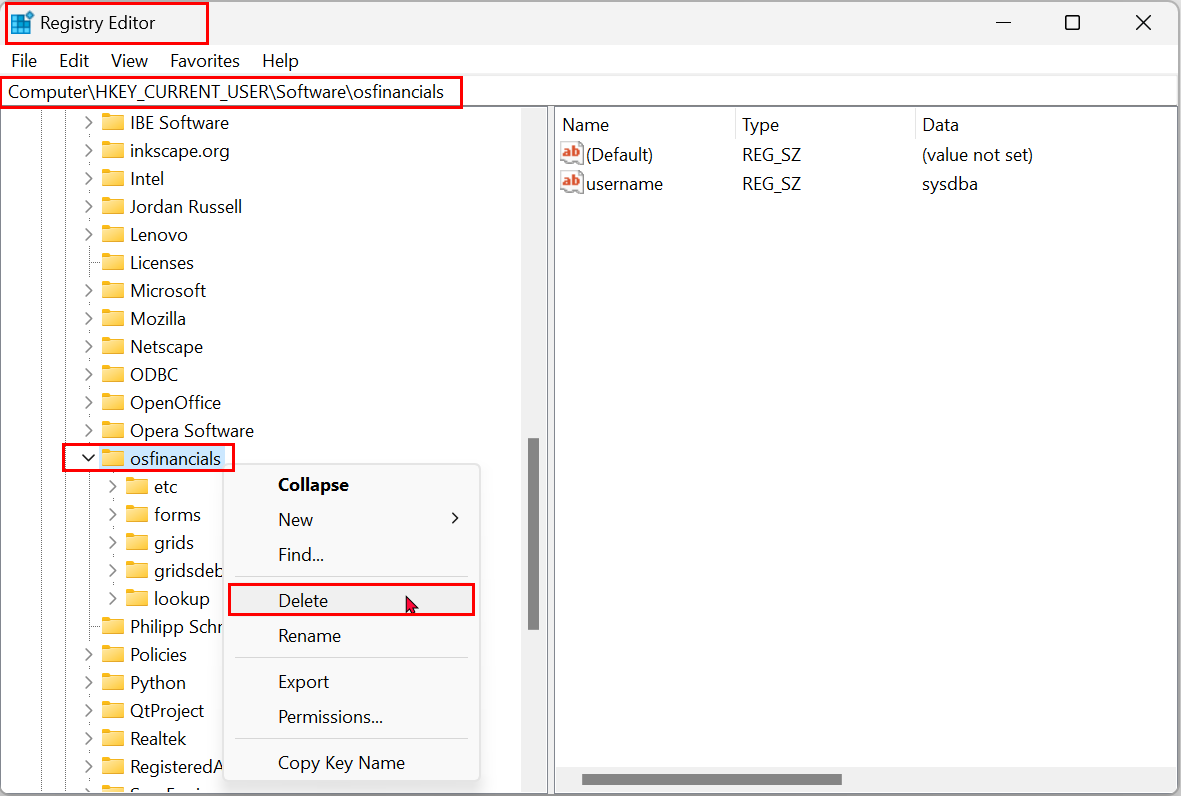 Registry Editor
File Edit View Favorites Help
Computer\HKEY_CURRENT_USER\Software\osfinancials
IBE Software
inkscape.org
Intel
Jordan Russell
Lenovo
Licenses
Microsoft
Mozilla
Netscape
ODBC
OpenOffice
Opera Software
osfinancials
etc
forms
grids
gridsdeb
lookup
Philipp Schr
Policies
Python
QtProject
Realtek
RegisteredA
Collapse
New
Find...
Delete
Rename
Export
Permissions...
Copy Key Name
Name Type Data
ab (Default) REG_SZ (value not set)
ab username REG_SZ sysdba